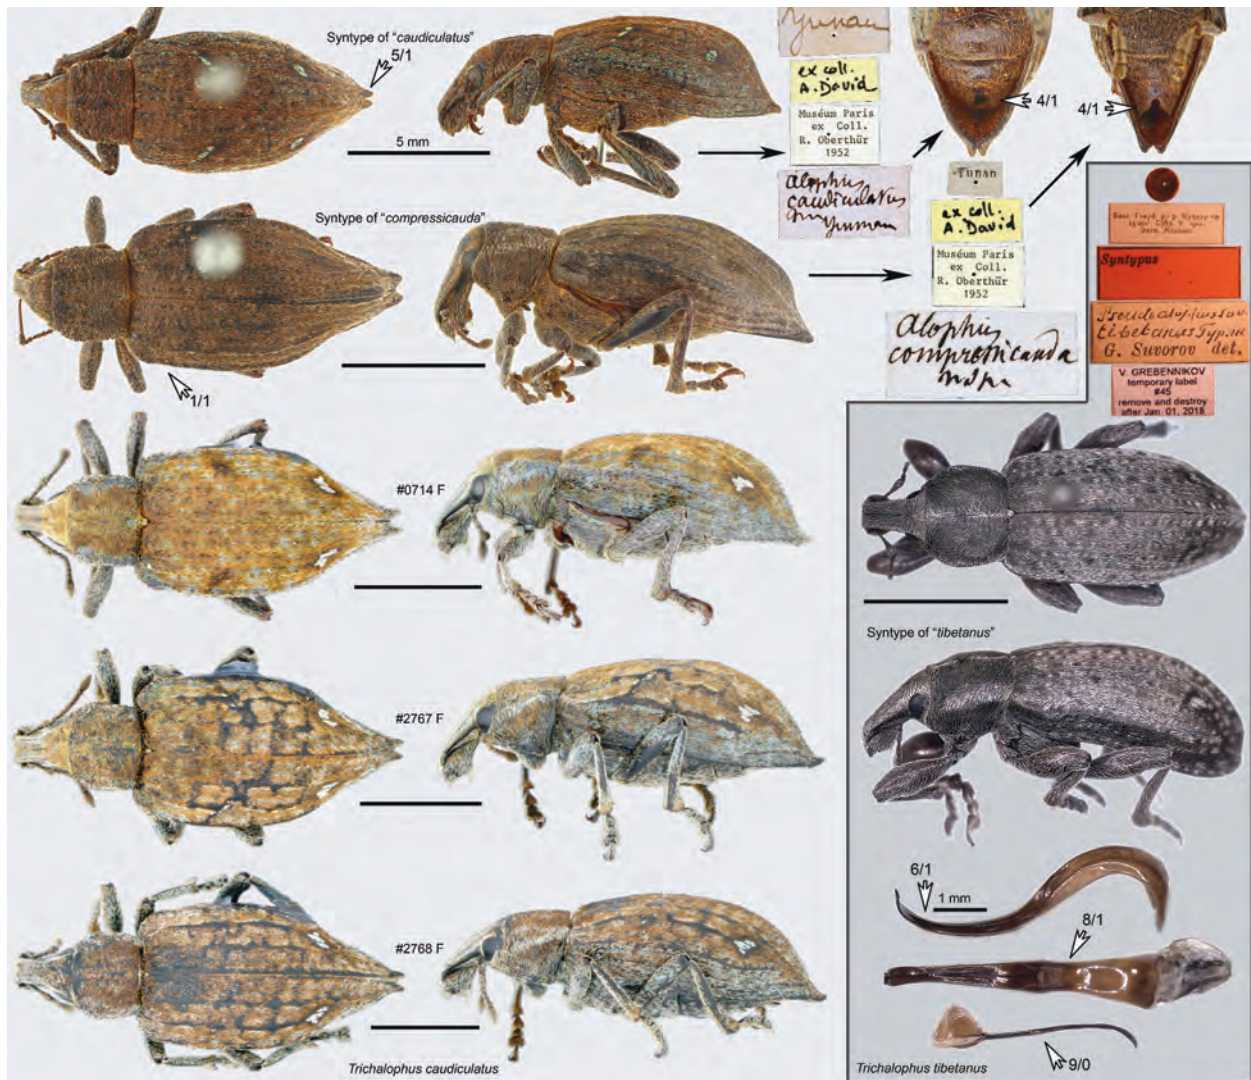 Syntype of "caudiculatus"
5/1
5 mm
Yunan
ex coll.
A. David
Muséum Paris
ex Coll.
R. Oberthür
1952
Alophus
caudiculatus
Yunnan
4/1
4/1
Yunan
ex coll.
A. David
Muséum Paris
ex Coll.
R. Oberthür
1952
Alophus
compressicauda
Syntype of "compressicauda"
1/1
Syntypus
tibetanus Typ.
G. Suvorov det.
V. GREBENNIKOV
temporary label
#45
remove and destroy
after Jan. 01, 2018
#0714 F
#2767 F
#2768 F
Trichalophus caudiculatus
Syntype of "tibetanus"
6/1
1 mm
8/1
9/0
Trichalophus tibetanus